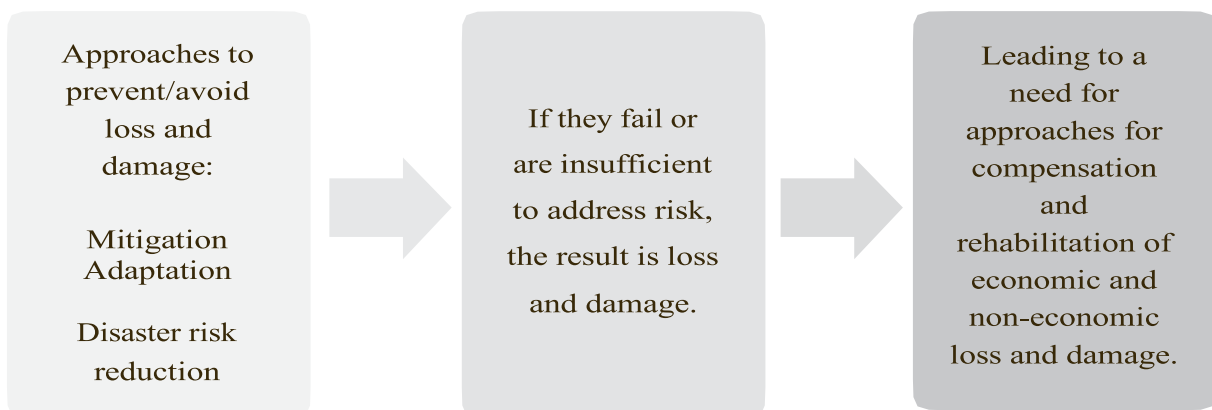 Approaches to
prevent/avoid
loss and
damage:
Mitigation
Adaptation
Disaster risk
reduction
If they fail or
are insufficient
to address risk,
the result is loss
and damage.
Leading to a
need for
approaches for
compensation
and
rehabilitation of
economic and
non-economic
loss and damage.